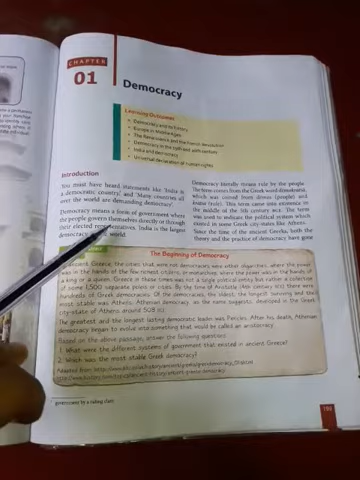 CHAPTER
01
Democracy
Learning Outcomes
• Democracy and its history
• Europe in Middle Ages
• The Renaissance and the French Revolution
• Democracy in the
• India and democracy
• Universal declaration of human rights
Introduction
You must have heard statements like 'India is
a democratic country', and 'Many countries all
over the world are demanding democracy'.
Democracy means a form of government where
the people govern themselves directly or through
their elected representatives. India is the largest
democracy world.
Democracy literally means rule by the people.
The term comes from the Greek word
which was coined from demos (people) and
kratos (rule). This term came into existence in
the middle of the 5th century BCE. The term
was used to indicate the political system which
existed in some Greek city states like Athens.
Since the time of the ancient Greeks, both the
theory and the practice of democracy have gone
The Beginning of Democracy
In ancient Greece, the cities that were not democracies were either oligarchies, where the power
was in the hands of the few richest citizens, or monarchies, where the power was in the hands of
a king or a queen. Greece in those times was not a single political entity but rather a collection
of some 1,500 separate poleis or cities. By the time of Aristotle (4th century BCE) there were
hundreds of Greek democracies. Of the democracies, the oldest, the longest surviving and the
most stable was Athens. Athenian democracy, as the name suggests, developed in the Greek
city-state of Athens around 508
The greatest and the longest lasting democratic leader was Pericles. After his death, Athenian
democracy began to evolve into something that would be called an aristocracy.
Based on the above passage, answer the following questions.
1. What were the different systems of government that existed in ancient Greece?
2. Which was the most stable Greek democracy?
Adapted from:
government by a ruling class